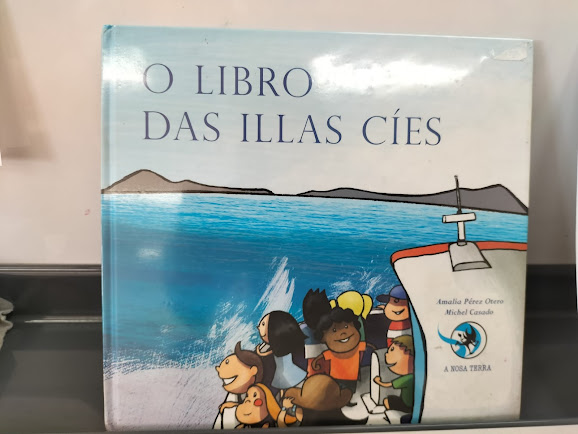 O LIBRO
DAS ILLAS CÍES
Amalia Pérez Otero
Michel Casado
A NOSA TERRA